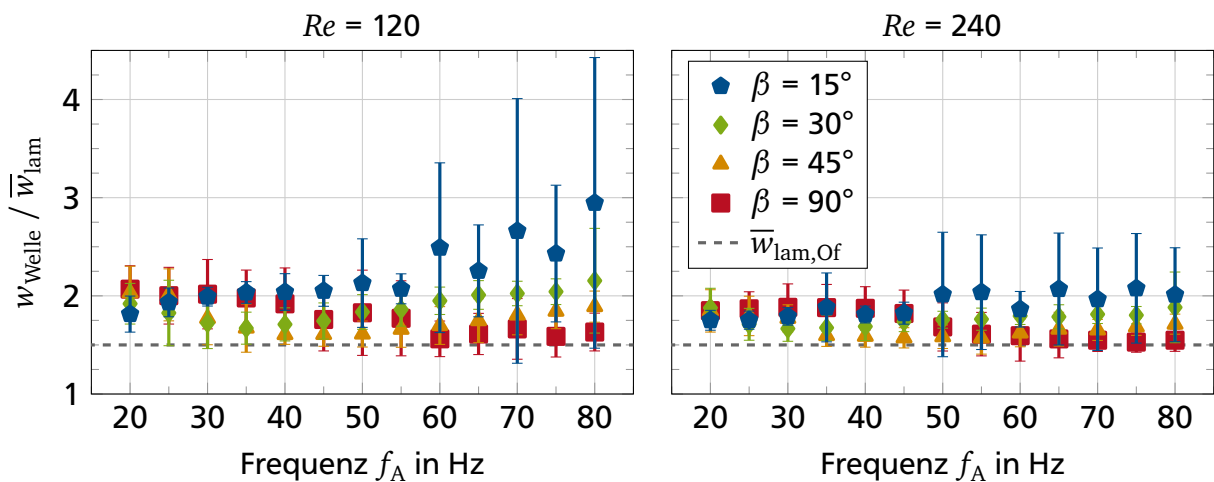 Re = 120
Re = 240
w_Welle / w̅_lam
4
3
2
1
β = 15°
β = 30°
β = 45°
β = 90°
w̅_lam,Of
20 30 40 50 60 70 80
20 30 40 50 60 70 80
Frequenz f_A in Hz
Frequenz f_A in Hz